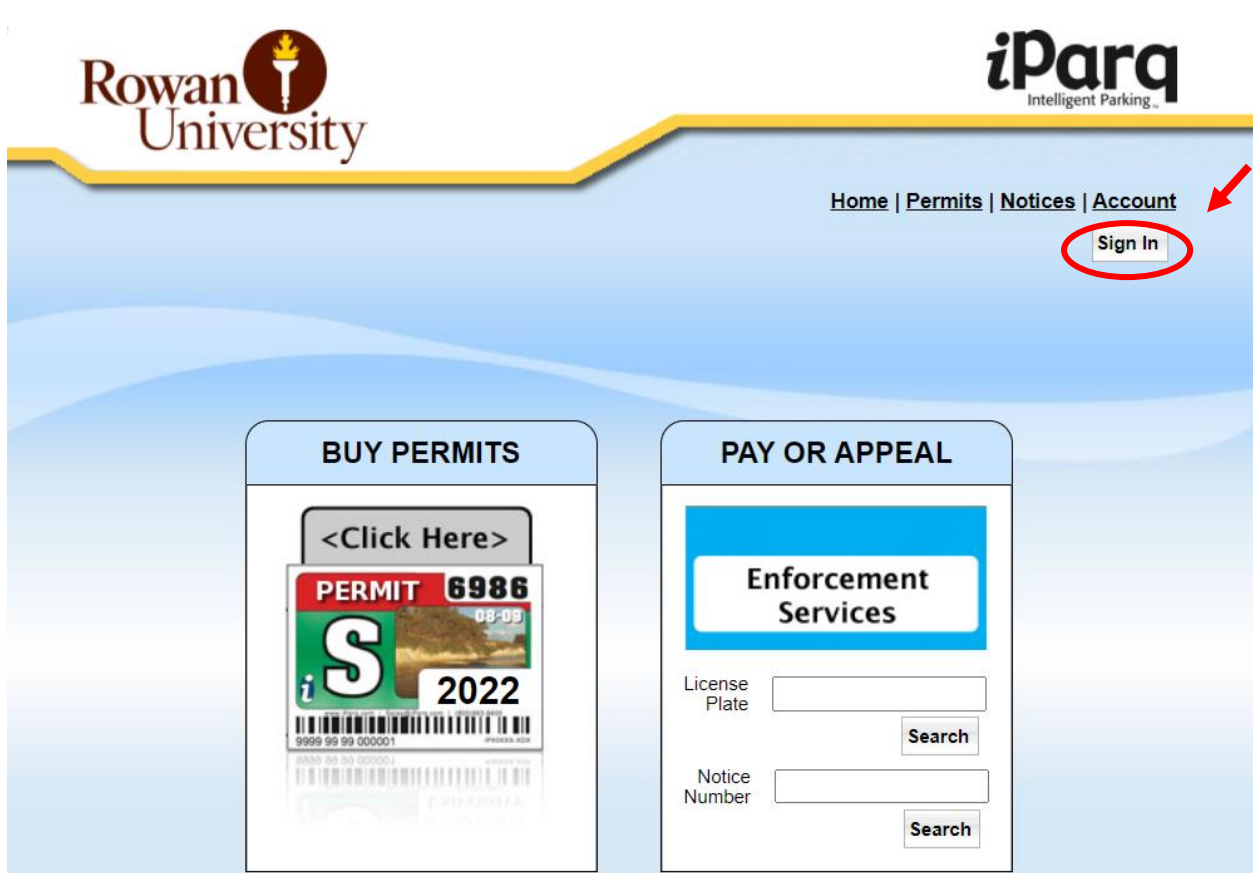 Rowan
University
iParq
Intelligent Parking
Home | Permits | Notices | Account
Sign In
BUY PERMITS
<Click Here>
PERMIT 6986
08-09
S
i
2022
9999 99 99 000001
PAY OR APPEAL
Enforcement
Services
License
Plate
Search
Notice
Number
Search